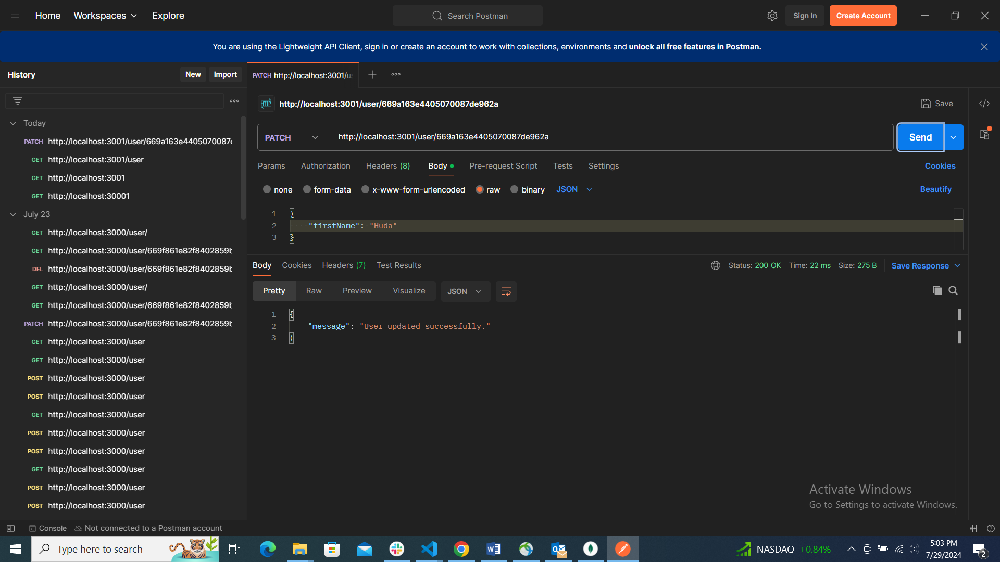 Home Workspaces Explore Search Postman Sign In Create Account
You are using the Lightweight API Client, sign in or create an account to work with collections, environments and unlock all free features in Postman.
History New Import
Today
PATCH http://localhost:3001/user/669a163e4405070087
GET http://localhost:3001/user
GET http://localhost:3001
GET http://localhost:30001
July 23
GET http://localhost:3000/user/
GET http://localhost:3000/user/669f861e82f8402859b
DEL http://localhost:3000/user/669f861e82f8402859b
GET http://localhost:3000/user/
GET http://localhost:3000/user/669f861e82f8402859b
PATCH http://localhost:3000/user/669f861e82f8402859b
GET http://localhost:3000/user
GET http://localhost:3000/user
POST http://localhost:3000/user
POST http://localhost:3000/user
GET http://localhost:3000/user
POST http://localhost:3000/user
POST http://localhost:3000/user
GET http://localhost:3000/user
POST http://localhost:3000/user
POST http://localhost:3000/user
PATCH http://localhost:3001/us
HTTP http://localhost:3001/user/669a163e4405070087de962a Save
PATCH http://localhost:3001/user/669a163e4405070087de962a Send
Params Authorization Headers (8) Body Pre-request Script Tests Settings Cookies
none form-data x-www-form-urlencoded raw binary JSON Beautify
1 {
2 "firstName": "Huda"
3 }
Body Cookies Headers (7) Test Results Status: 200 OK Time: 22 ms Size: 275 B Save Response
Pretty Raw Preview Visualize JSON
1 {
2 "message": "User updated successfully."
3 }
Activate Windows
Go to Settings to activate Windows.
Console Not connected to a Postman account
Type here to search
NASDAQ +0.84%
5:03 PM
7/29/2024
2